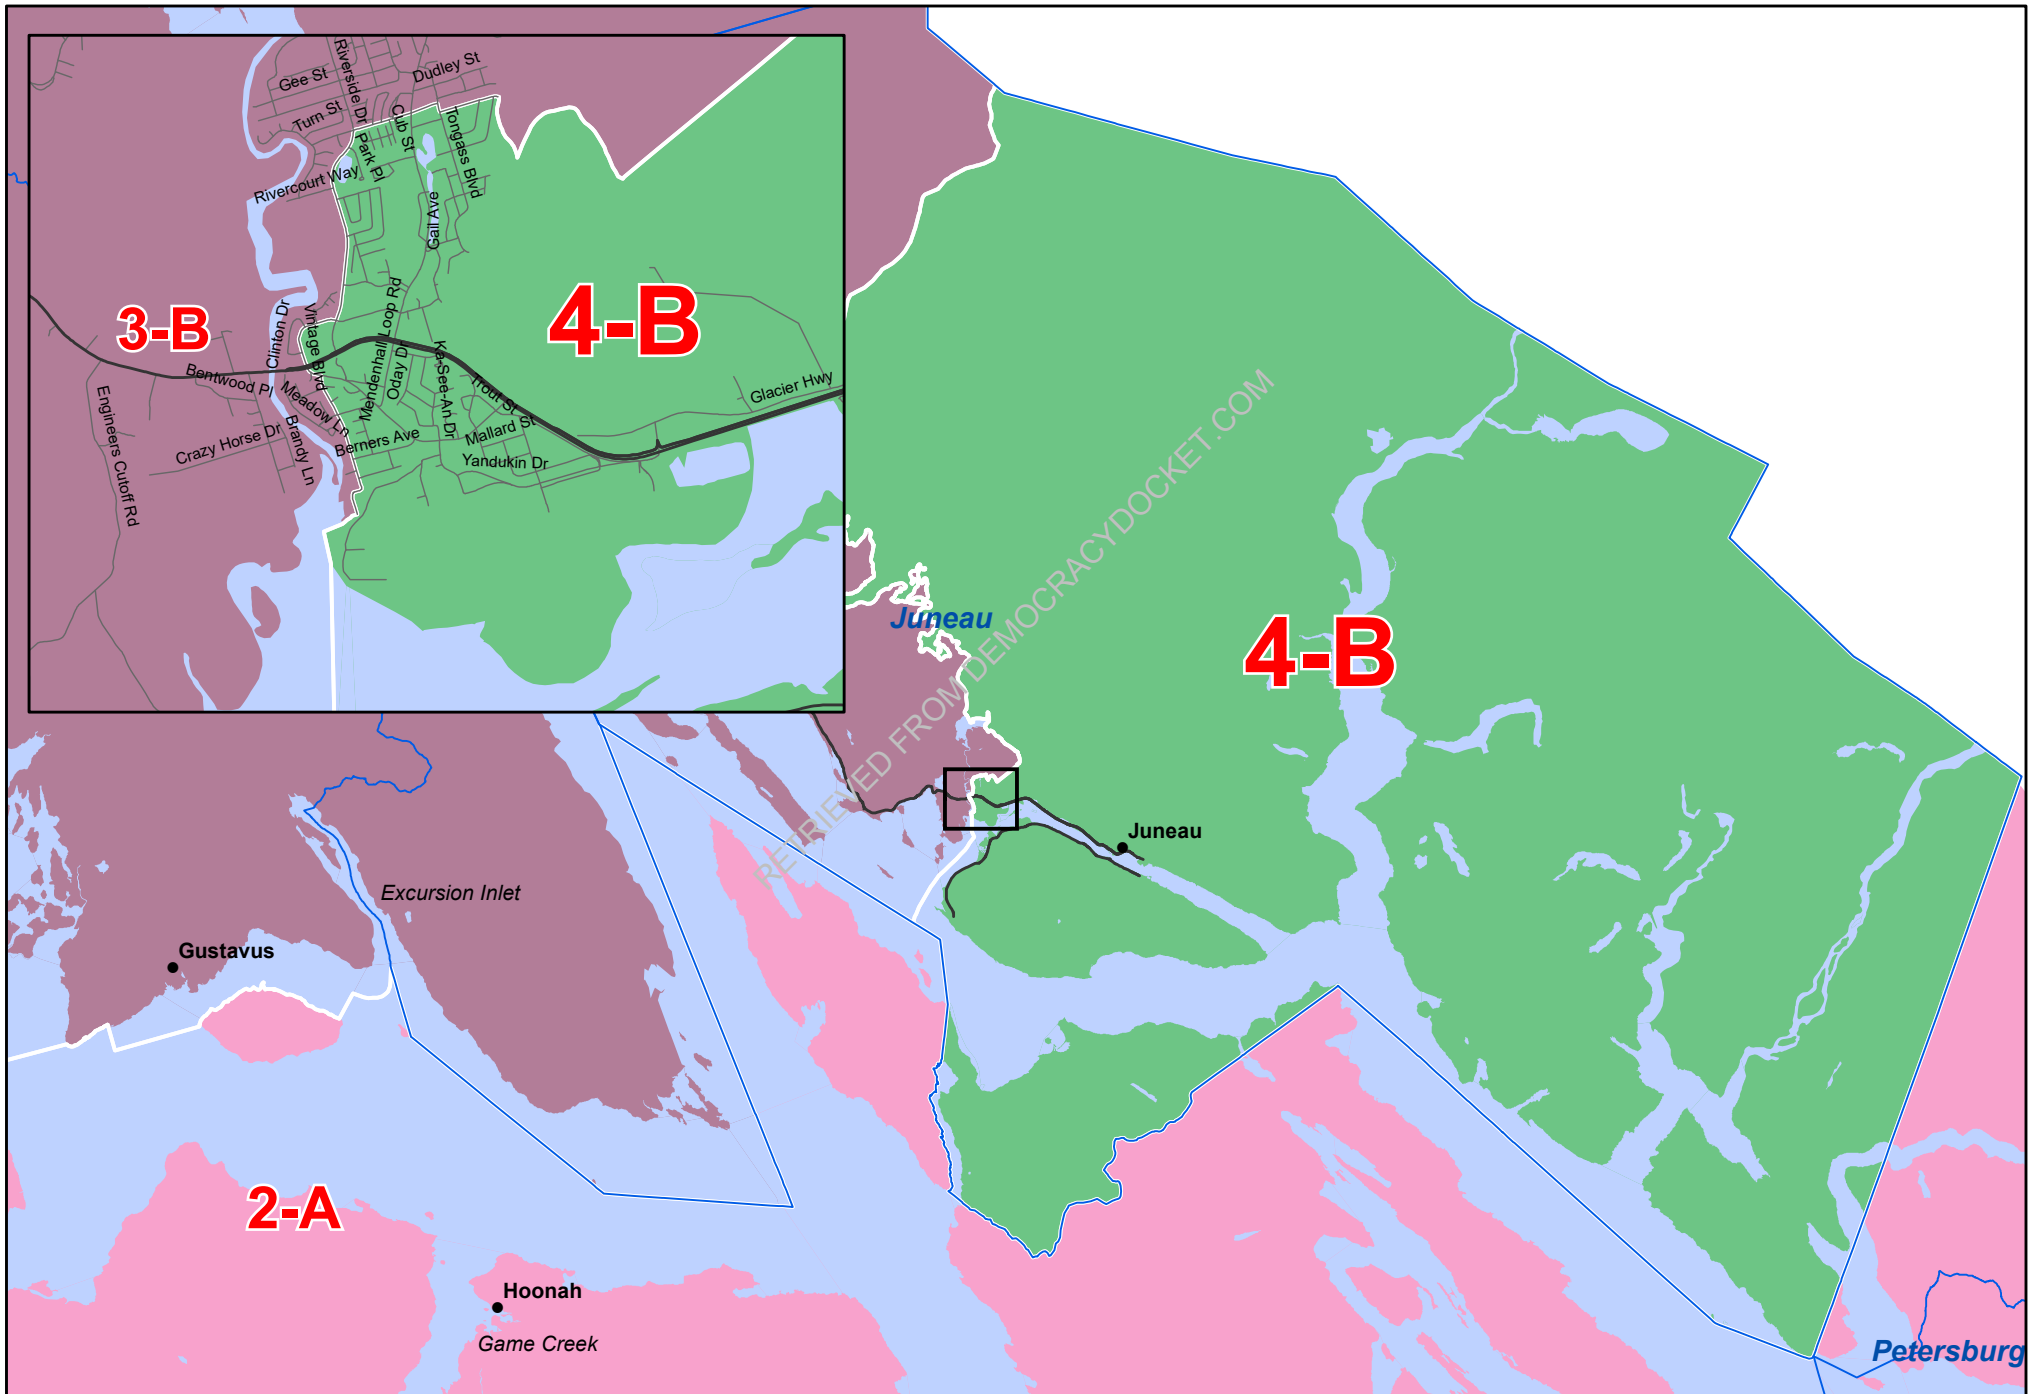 Gee St
Riverside Dr
Dudley St
Turn St
Cub St
Tongass Blvd
Park Pl
Rivercourt Way
Gail Ave
3-B
4-B
Clinton Dr
Vintage Blvd
Mendenhall Loop Rd
Oday Dr
Ka-See-An Dr
Trout St
Glacier Hwy
Bentwood Pl
Meadow Ln
Engineers Cutoff Rd
Crazy Horse Dr
Brandy Ln
Berners Ave
Mallard St
Yandukin Dr
Juneau
4-B
RETRIEVED FROM DEMOCRACYDOCKET.COM
Juneau
Excursion Inlet
Gustavus
2-A
Hoonah
Game Creek
Petersburg